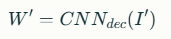 W′ = CNN_{dec}(I′)